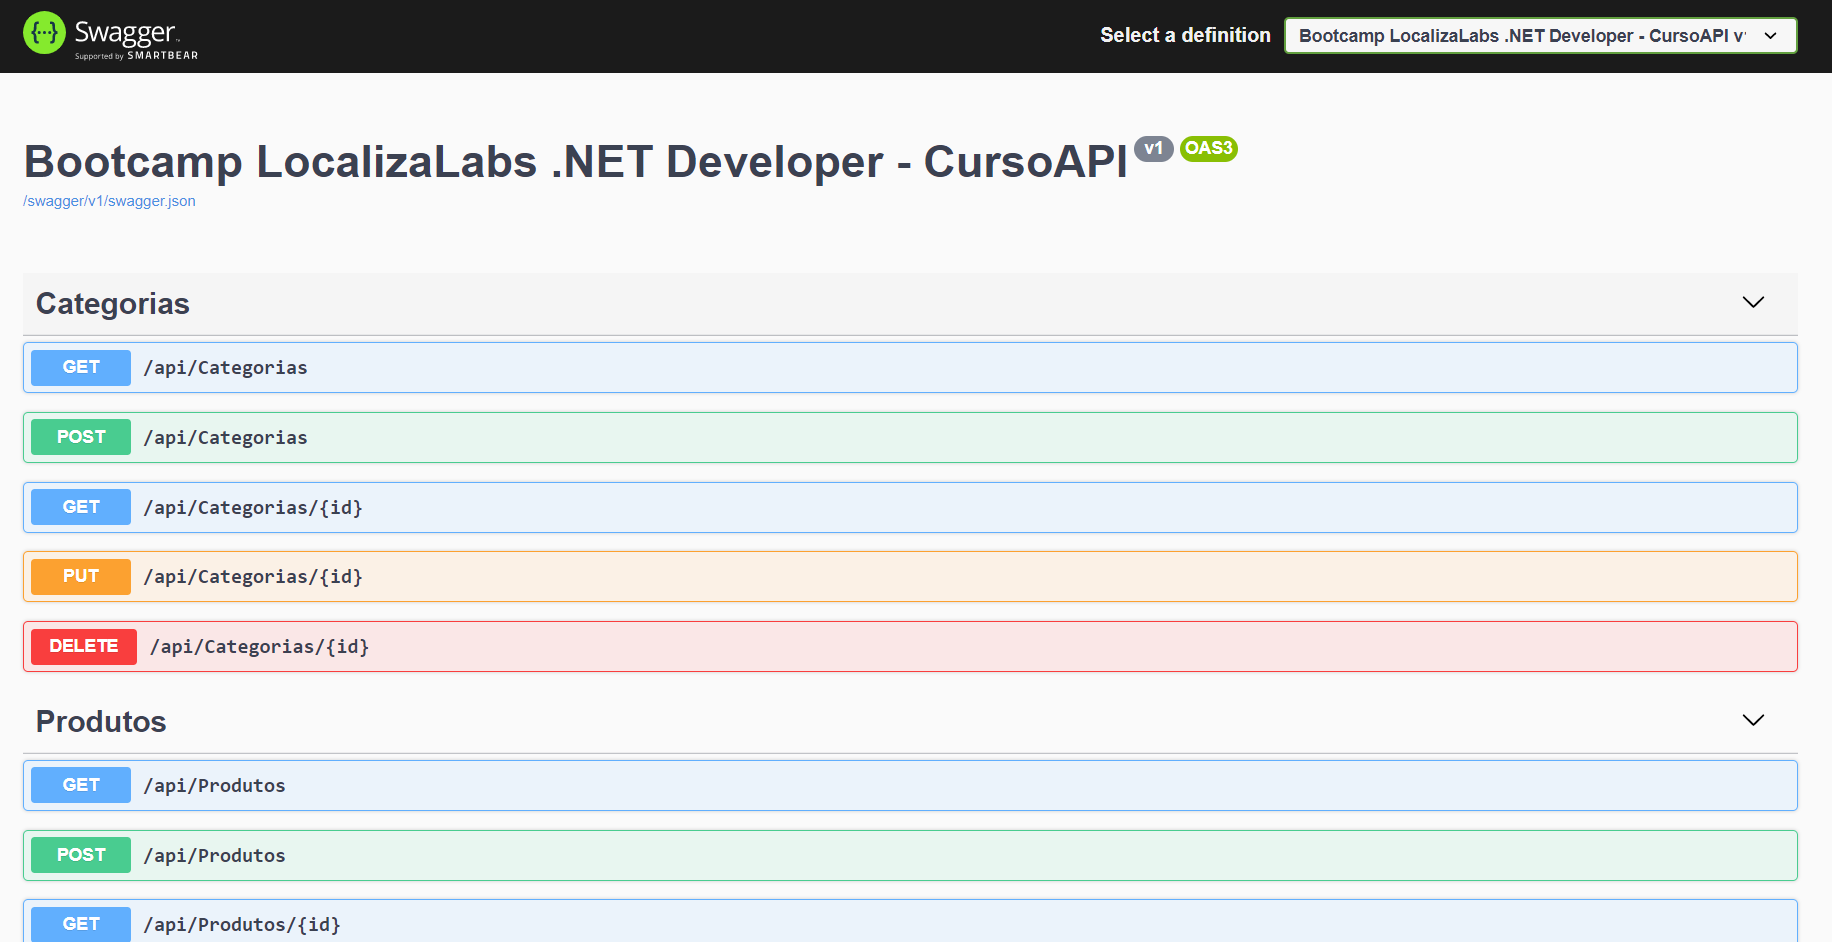 Swagger
Supported by SMARTBEAR
Select a definition
Bootcamp LocalizaLabs .NET Developer - CursoAPI
Bootcamp LocalizaLabs .NET Developer - CursoAPI v1 OAS3
/swagger/v1/swagger.json
Categorias
GET /api/Categorias
POST /api/Categorias
GET /api/Categorias/{id}
PUT /api/Categorias/{id}
DELETE /api/Categorias/{id}
Produtos
GET /api/Produtos
POST /api/Produtos
GET /api/Produtos/{id}